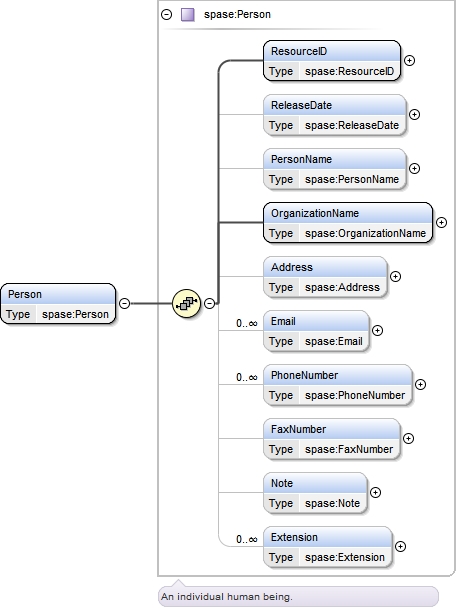 spase:Person
ResourceID
Type spase:ResourceID
ReleaseDate
Type spase:ReleaseDate
PersonName
Type spase:PersonName
OrganizationName
Type spase:OrganizationName
Address
Type spase:Address
Person
Type spase:Person
0..∞ Email
Type spase:Email
0..∞ PhoneNumber
Type spase:PhoneNumber
FaxNumber
Type spase:FaxNumber
Note
Type spase:Note
0..∞ Extension
Type spase:Extension
An individual human being.